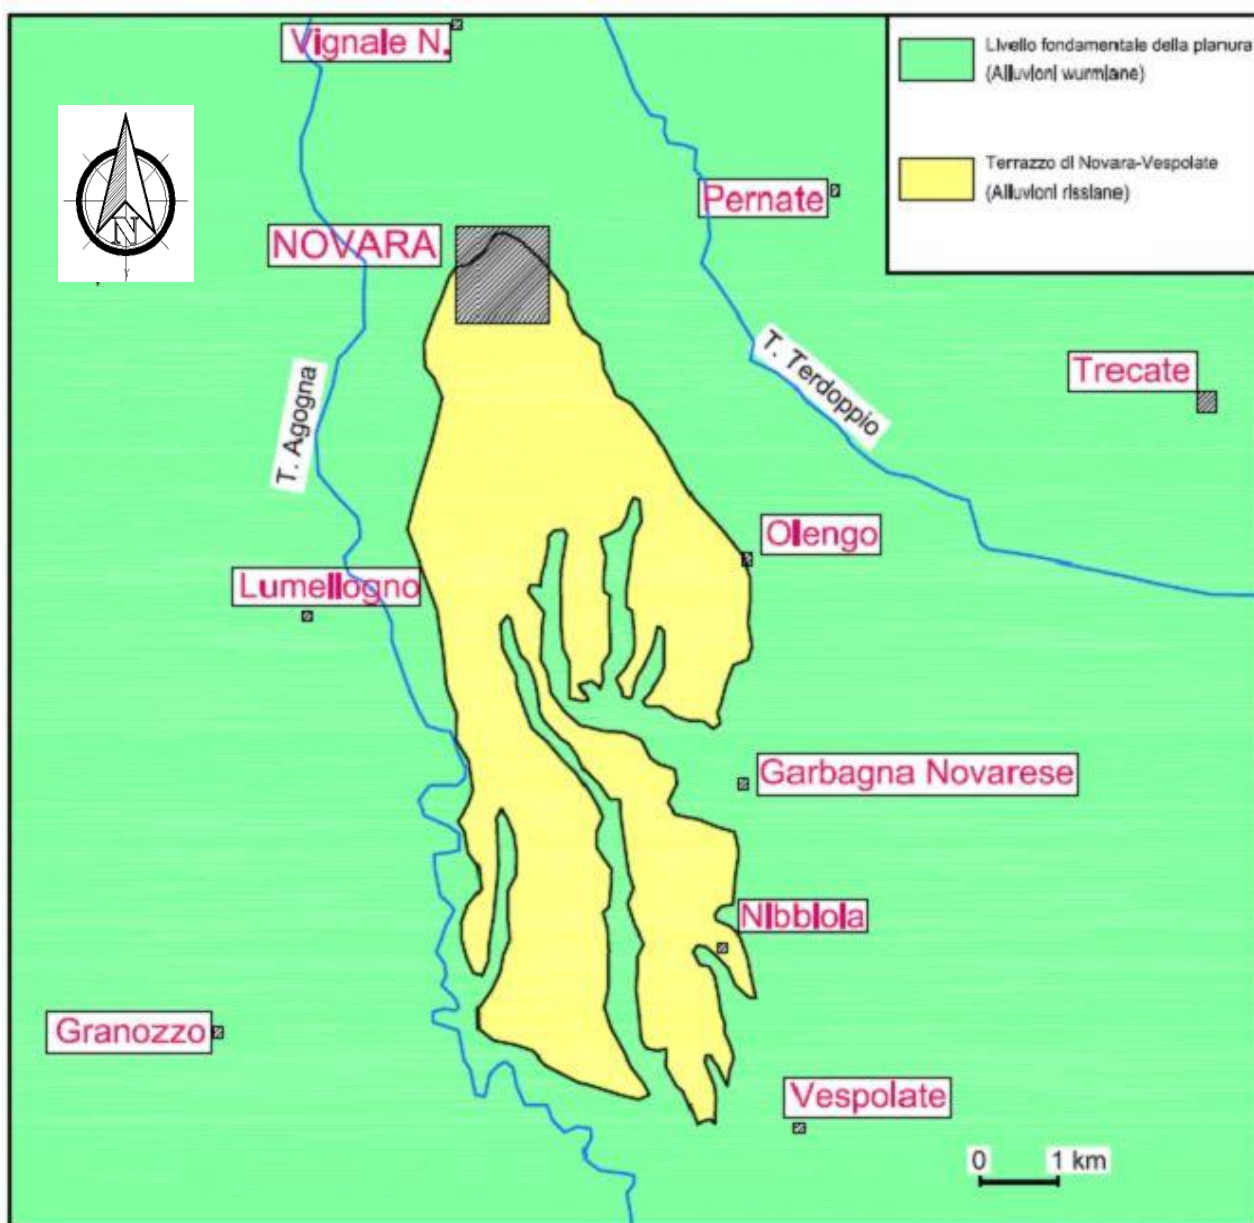 Vignale N.
Livello fondamentale della pianura
(Alluvioni wurmiane)
Terrazzo di Novara-Vespolate
(Alluvioni rissiane)
N
Pernate
NOVARA
T. Terdoppio
Trecate
T. Agogna
Olengo
Lumellogno
Garbagna Novarese
Nibbiola
Granozzo
Vespolate
0 1 km